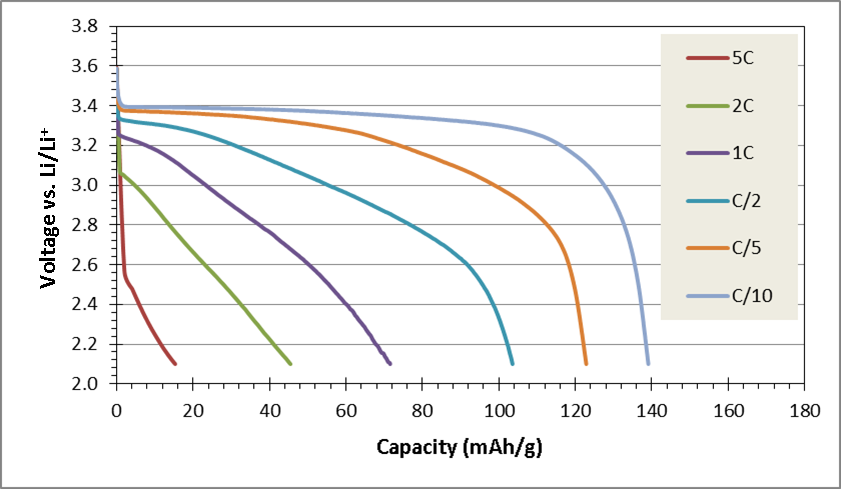 3.8
3.6
3.4
3.2
3.0
2.8
2.6
2.4
2.2
2.0
Voltage vs. Li/Li⁺
0 20 40 60 80 100 120 140 160 180
Capacity (mAh/g)
5C
2C
1C
C/2
C/5
C/10